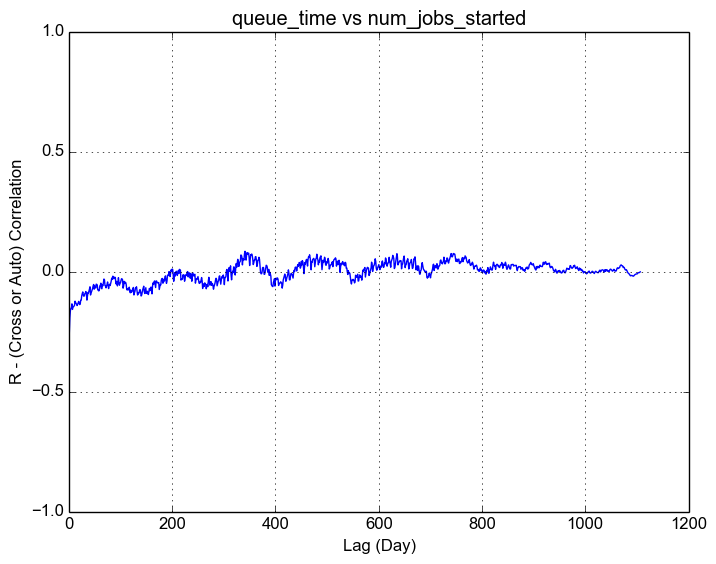 queue_time vs num_jobs_started
1.0
0.5
0.0
−0.5
−1.0
R - (Cross or Auto) Correlation
0 200 400 600 800 1000 1200
Lag (Day)